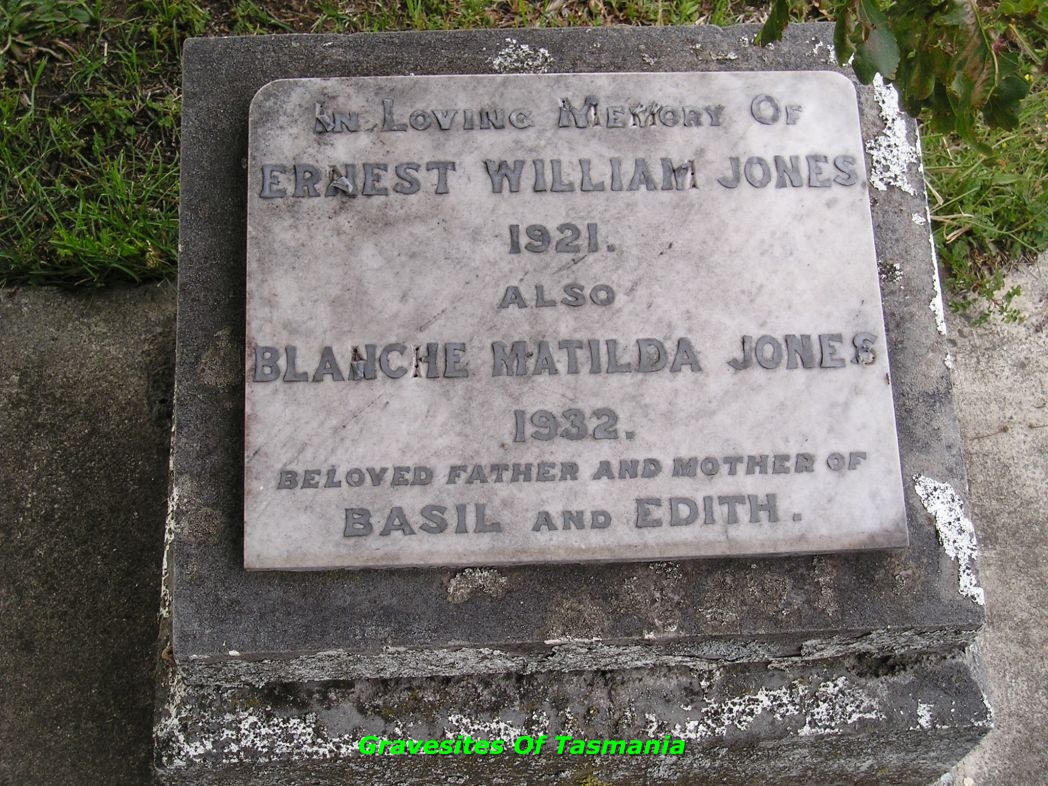 In Loving Memory Of
ERNEST WILLIAM JONES.
1921.
ALSO
BLANCHE MATILDA JONES
1932.
BELOVED FATHER AND MOTHER OF
BASIL AND EDITH.
Gravesites Of Tasmania